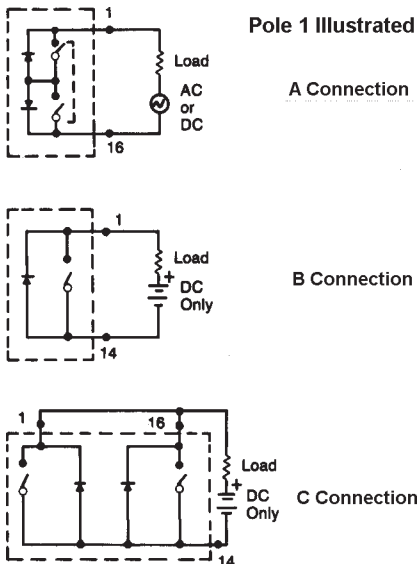 Pole 1 Illustrated
1
Load
AC
or
DC
16
A Connection
1
Load
+
DC
Only
14
B Connection
1
16
Load
+
DC
Only
14
C Connection